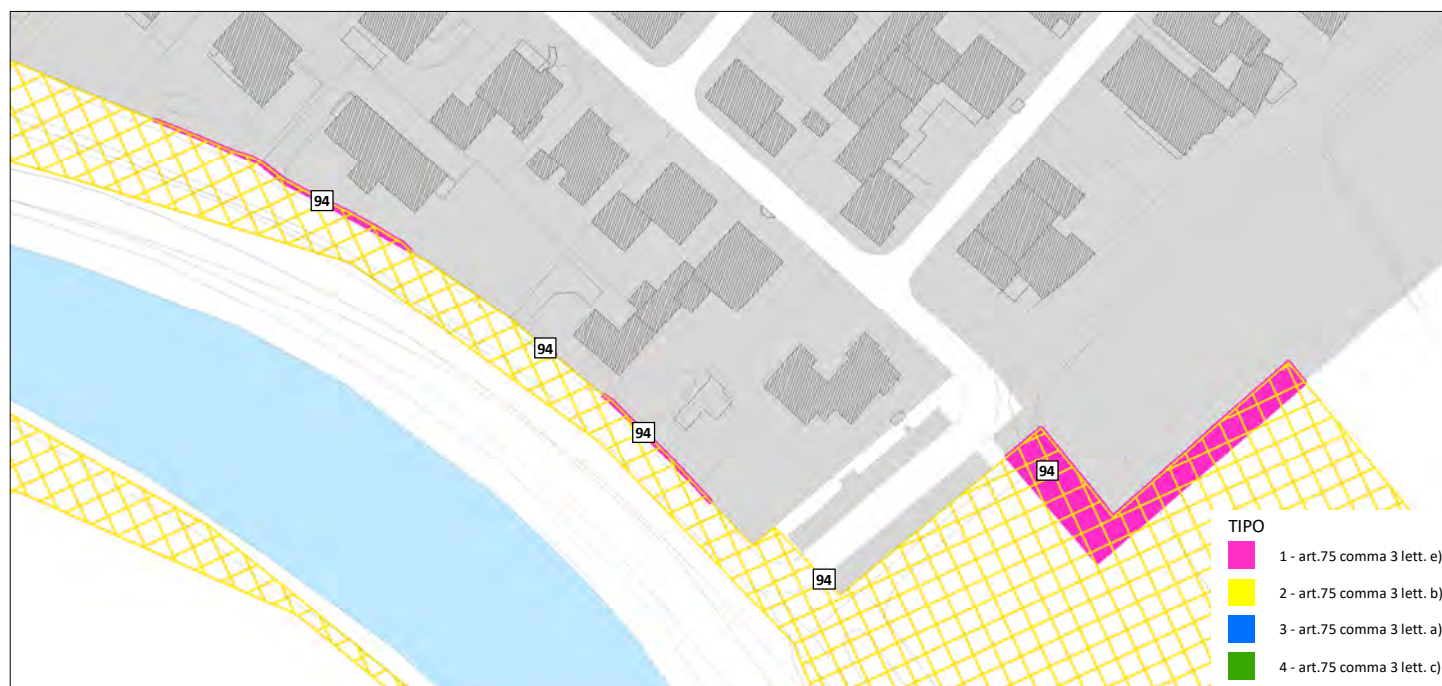 94
94
94
94
94
TIPO
1 - art.75 comma 3 lett. e)
2 - art.75 comma 3 lett. b)
3 - art.75 comma 3 lett. a)
4 - art.75 comma 3 lett. c)